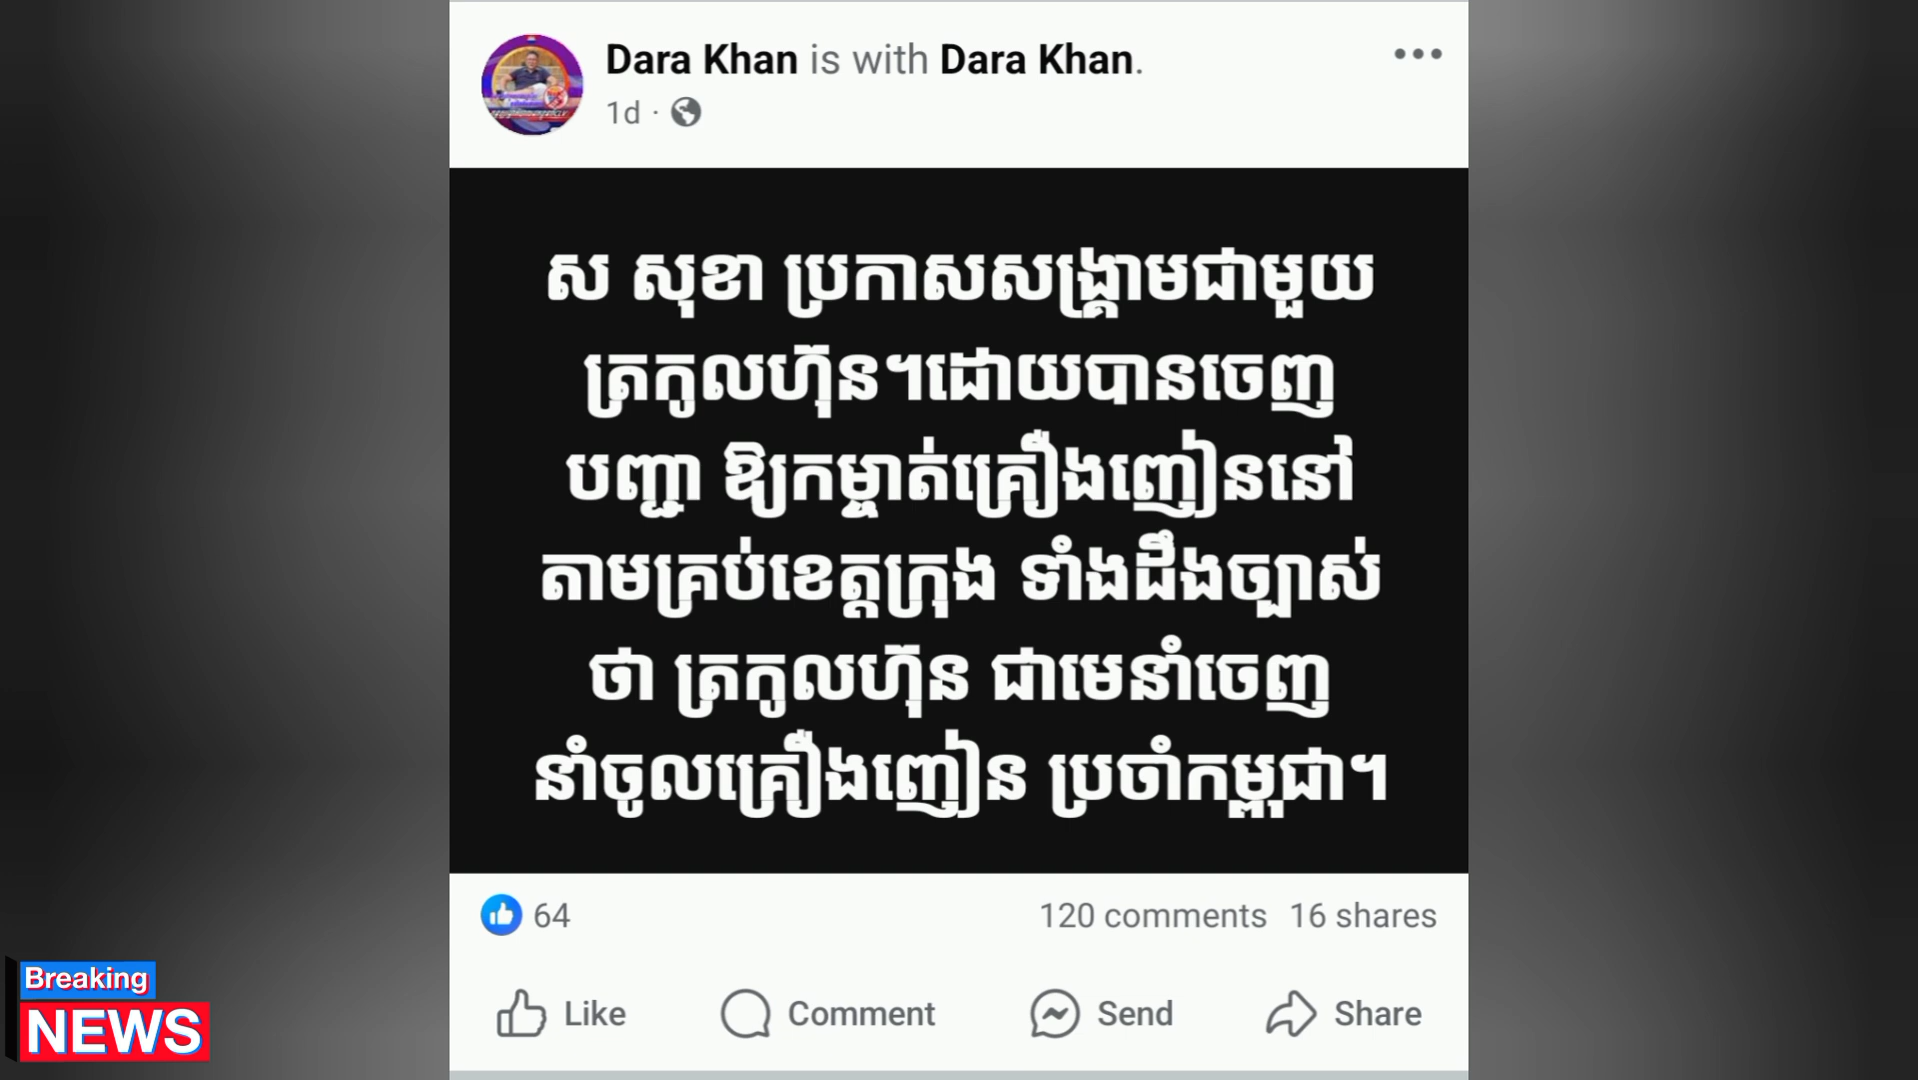 Dara Khan is with Dara Khan.
1d ·
ស សុខា ប្រកាសសង្គ្រាមជាមួយ
ត្រកូលហ៊ុន។ដោយបានចេញ
បញ្ជា ឱ្យកម្ចាត់គ្រឿងញៀននៅ
តាមគ្រប់ខេត្តក្រុង ទាំងដឹងច្បាស់
ថា ត្រកូលហ៊ុន ជាមេនាំចេញ
នាំចូលគ្រឿងញៀន ប្រចាំកម្ពុជា។
64
120 comments 16 shares
Like Comment Send Share
Breaking
NEWS